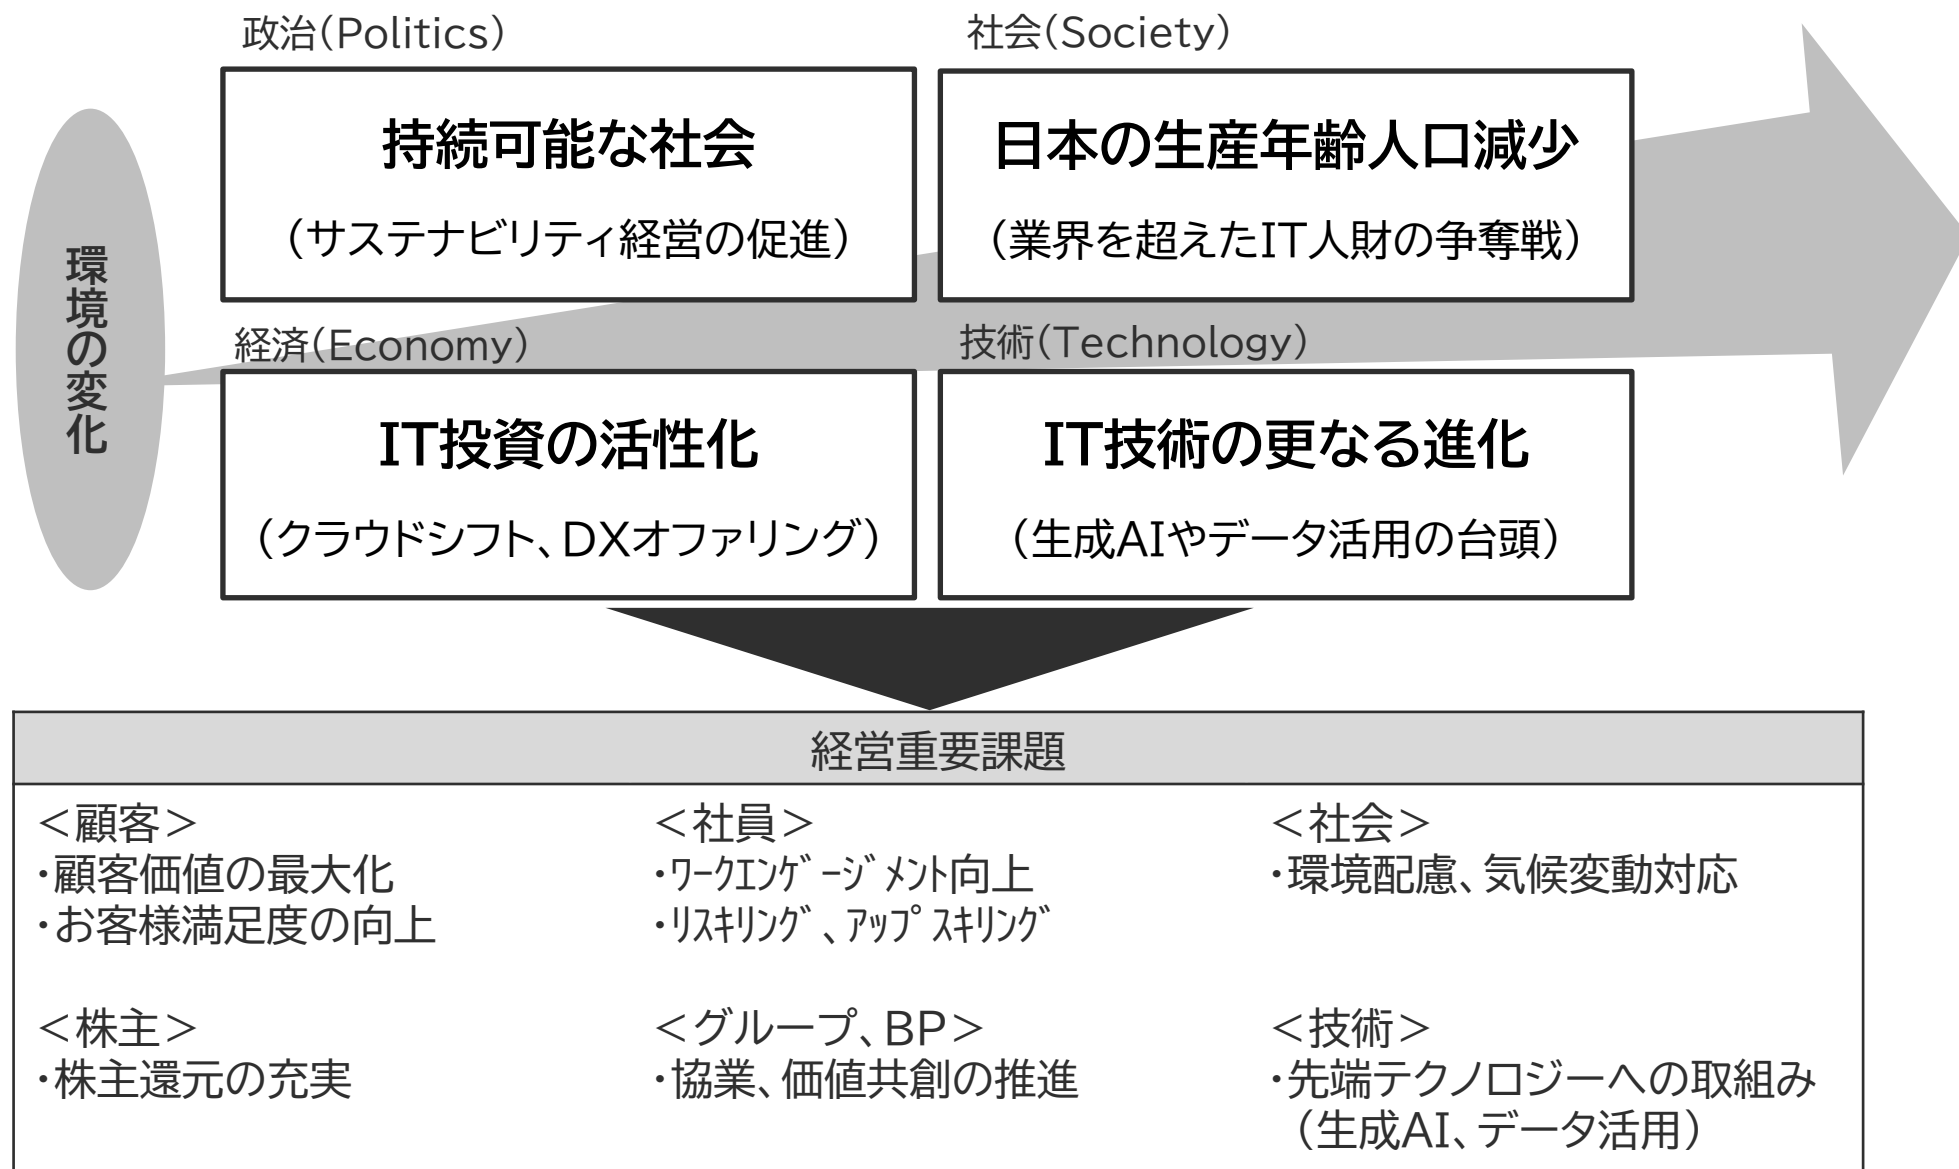 環境の変化
政治(Politics)
持続可能な社会
(サステナビリティ経営の促進)
社会(Society)
日本の生産年齢人口減少
(業界を超えたIT人財の争奪戦)
経済(Economy)
IT投資の活性化
(クラウドシフト、DXオファリング)
技術(Technology)
IT技術の更なる進化
(生成AIやデータ活用の台頭)
経営重要課題
＜顧客＞
・顧客価値の最大化
・お客様満足度の向上
＜社員＞
・ﾜｰｸｴﾝｹﾞｰｼﾞﾒﾝﾄ向上
・ﾘｽｷﾘﾝｸﾞ、ｱｯﾌﾟｽｷﾘﾝｸﾞ
＜社会＞
・環境配慮、気候変動対応
＜株主＞
・株主還元の充実
＜グループ、BP＞
・協業、価値共創の推進
＜技術＞
・先端テクノロジーへの取組み
(生成AI、データ活用)